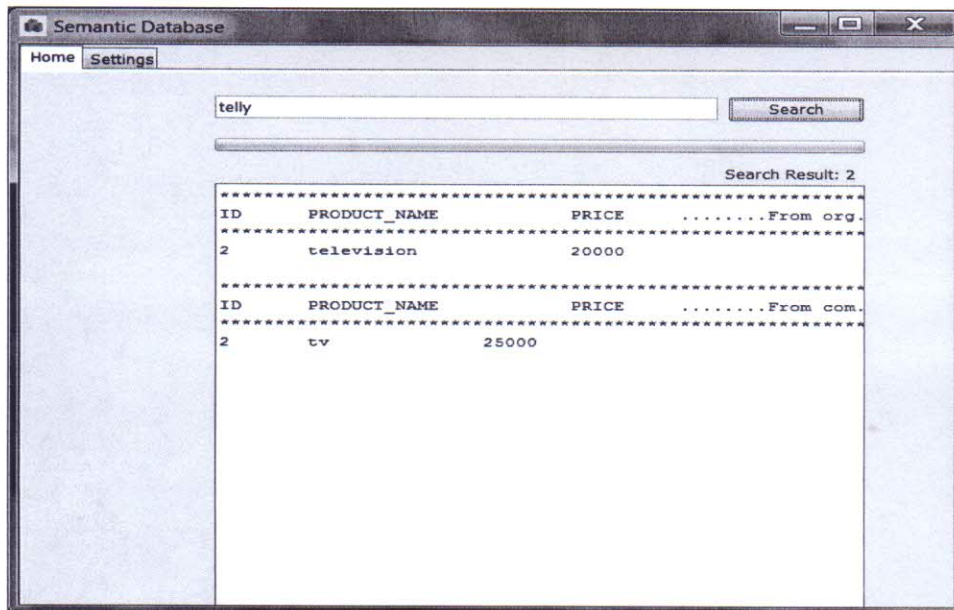 Semantic Database
Home Settings
telly Search
Search Result: 2
***************************************************
ID PRODUCT_NAME PRICE ........From org.
***************************************************
2 television 20000
***************************************************
ID PRODUCT_NAME PRICE ........From com.
***************************************************
2 tv 25000